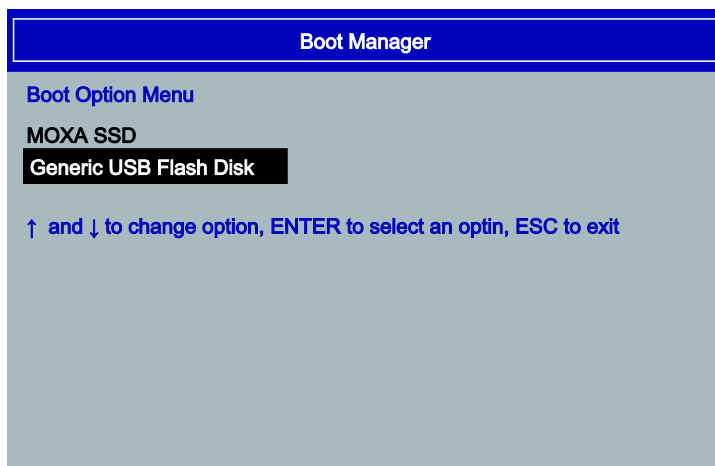 Boot Manager
Boot Option Menu
MOXA SSD
Generic USB Flash Disk
↑ and ↓ to change option, ENTER to select an optin, ESC to exit